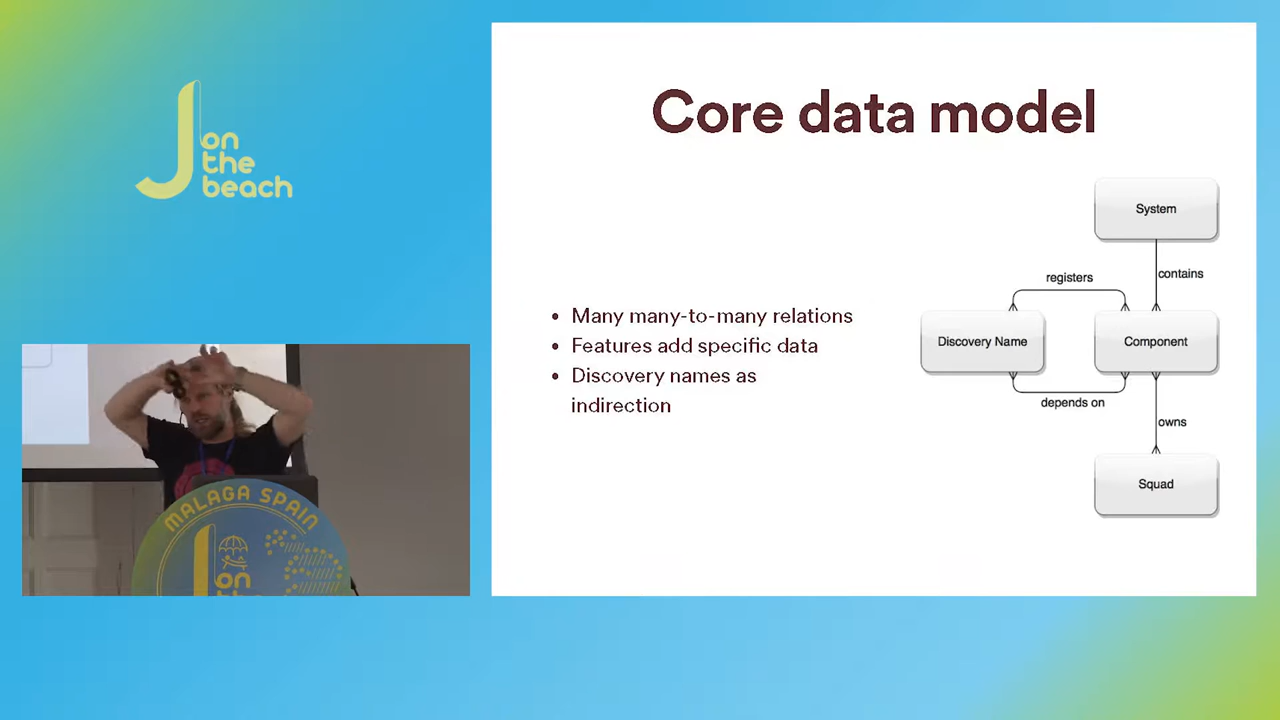 J on
the
beach
Core data model
Many many-to-many relations
Features add specific data
Discovery names as
indirection
System
contains
registers
Discovery Name
Component
depends on
owns
Squad
MALAGA SPAIN
J on